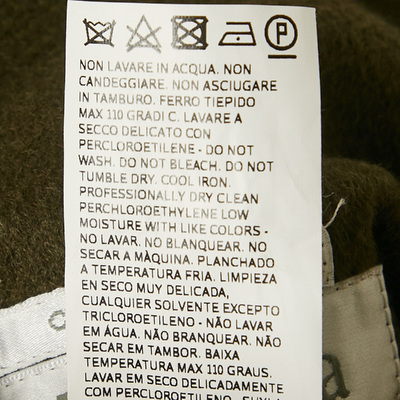 P
NON LAVARE IN ACQUA. NON
CANDEGGIARE. NON ASCIUGARE
IN TAMBURO. FERRO TIEPIDO
MAX 110 GRADI C. LAVARE A
SECCO DELICATO CON
PERCLOROETILENE - DO NOT
WASH. DO NOT BLEACH. DO NOT
TUMBLE DRY. COOL IRON.
PROFESSIONALLY DRY CLEAN
PERCHLOROETHYLENE LOW
MOISTURE WITH LIKE COLORS -
NO LAVAR. NO BLANQUEAR. NO
SECAR A MÀQUINA. PLANCHADO
A TEMPERATURA FRIA. LIMPIEZA
EN SECO MUY DELICADA,
CUALQUIER SOLVENTE EXCEPTO
TRICLOROETILENO - NÃO LAVAR
EM ÁGUA. NÃO BRANQUEAR. NÃO
SECAR EM TAMBOR. BAIXA
TEMPERATURA MAX 110 GRAUS.
LAVAR EM SECO DELICADAMENTE
COM PERCLOROETILENO